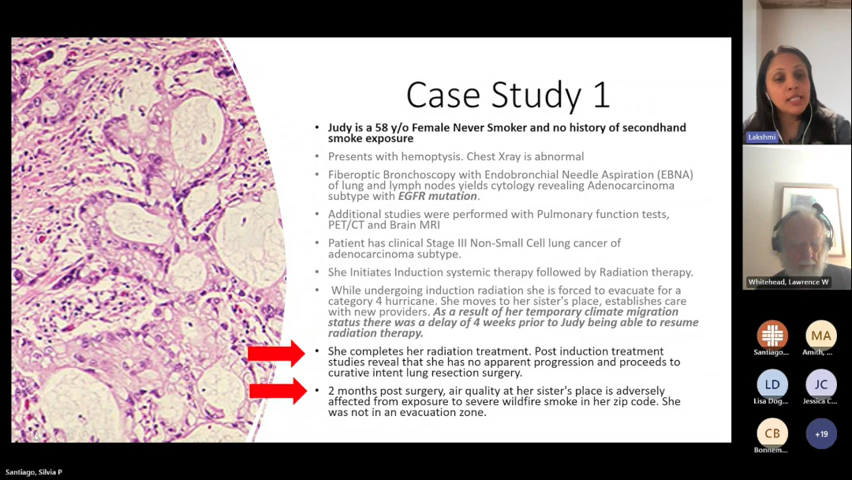 Case Study 1
• Judy is a 58 y/o Female Never Smoker and no history of secondhand
smoke exposure
• Presents with hemoptysis. Chest Xray is abnormal
• Fiberoptic Bronchoscopy with Endobronchial Needle Aspiration (EBNA)
of lung and lymph nodes yields cytology revealing Adenocarcinoma
subtype with EGFR mutation.
• Additional studies were performed with Pulmonary function tests,
PET/CT and Brain MRI
• Patient has clinical Stage III Non-Small Cell lung cancer of
adenocarcinoma subtype.
• She Initiates Induction systemic therapy followed by Radiation therapy.
• While undergoing induction radiation she is forced to evacuate for a
category 4 hurricane. She moves to her sister's place, establishes care
with new providers. As a result of her temporary climate migration
status there was a delay of 4 weeks prior to Judy being able to resume
radiation therapy.
• She completes her radiation treatment. Post induction treatment
studies reveal that she has no apparent progression and proceeds to
curative intent lung resection surgery.
• 2 months post surgery, air quality at her sister's place is adversely
affected from exposure to severe wildfire smoke in her zip code. She
was not in an evacuation zone.
Lakshmi
Whitehead, Lawrence W
Santiago...
MA
Amith, ...
LD
Lisa Dog...
JC
Jessica C...
CB
Bonnem...
+19
Santiago, Silvia P